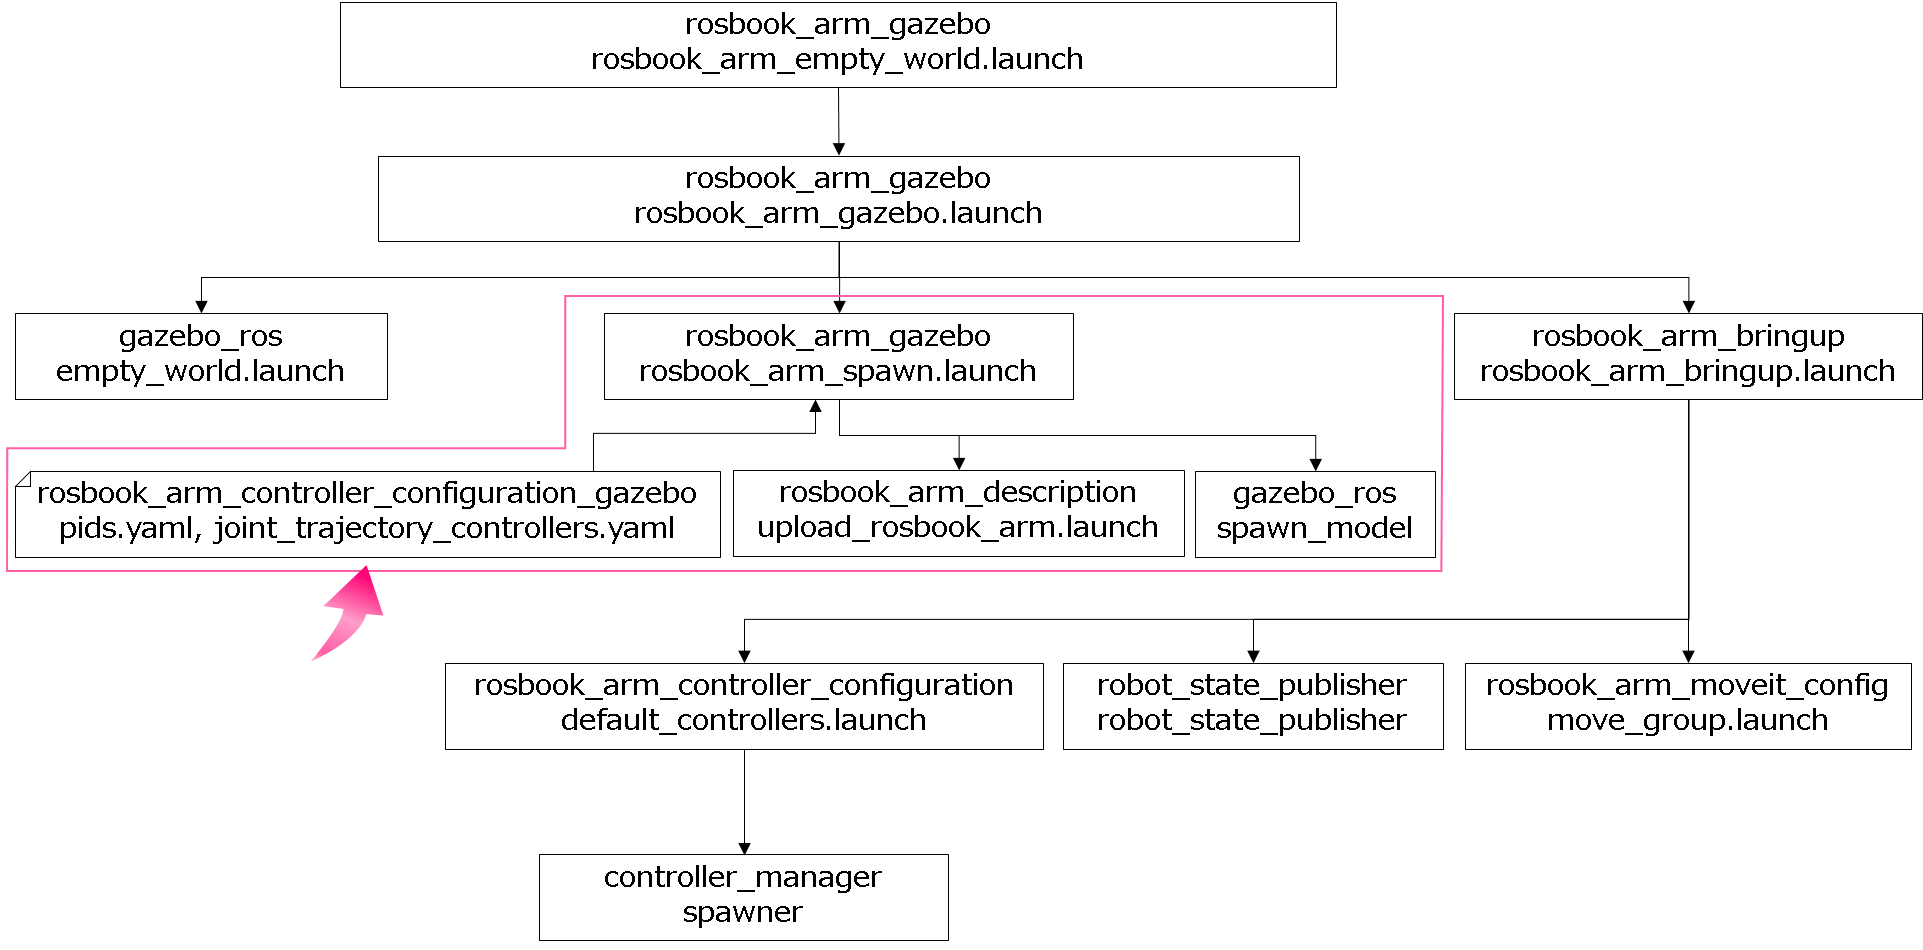 rosbook_arm_gazebo
rosbook_arm_empty_world.launch
rosbook_arm_gazebo
rosbook_arm_gazebo.launch
gazebo_ros
empty_world.launch
rosbook_arm_gazebo
rosbook_arm_spawn.launch
rosbook_arm_bringup
rosbook_arm_bringup.launch
rosbook_arm_controller_configuration_gazebo
pids.yaml, joint_trajectory_controllers.yaml
rosbook_arm_description
upload_rosbook_arm.launch
gazebo_ros
spawn_model
rosbook_arm_controller_configuration
default_controllers.launch
robot_state_publisher
robot_state_publisher
rosbook_arm_moveit_config
move_group.launch
controller_manager
spawner